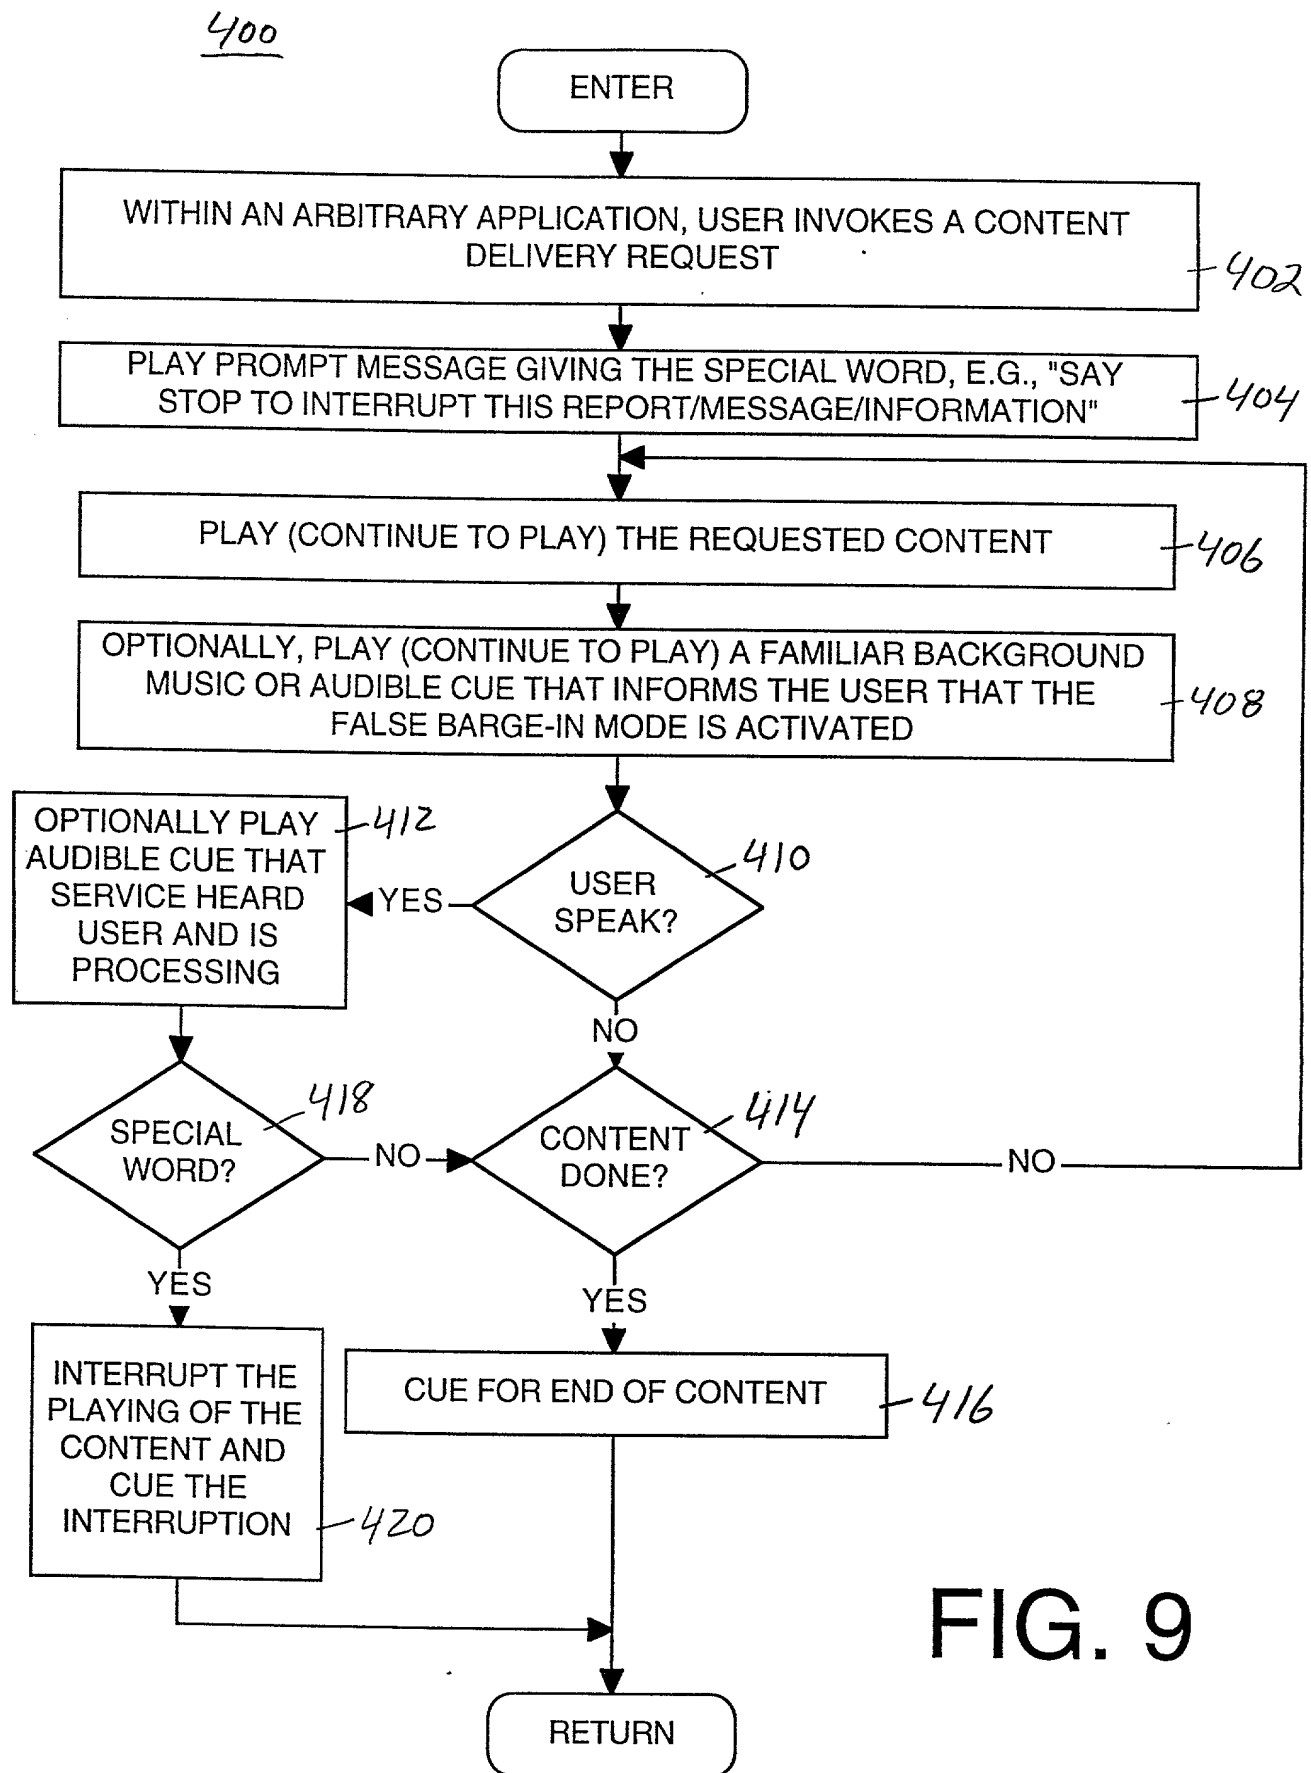 400
ENTER
WITHIN AN ARBITRARY APPLICATION, USER INVOKES A CONTENT
DELIVERY REQUEST
402
PLAY PROMPT MESSAGE GIVING THE SPECIAL WORD, E.G., "SAY
STOP TO INTERRUPT THIS REPORT/MESSAGE/INFORMATION"
404
PLAY (CONTINUE TO PLAY) THE REQUESTED CONTENT
406
OPTIONALLY, PLAY (CONTINUE TO PLAY) A FAMILIAR BACKGROUND
MUSIC OR AUDIBLE CUE THAT INFORMS THE USER THAT THE
FALSE BARGE-IN MODE IS ACTIVATED
408
OPTIONALLY PLAY
AUDIBLE CUE THAT
SERVICE HEARD
USER AND IS
PROCESSING
412
YES
USER
SPEAK?
410
NO
SPECIAL
WORD?
418
NO
CONTENT
DONE?
414
NO
YES
YES
INTERRUPT THE
PLAYING OF THE
CONTENT AND
CUE THE
INTERRUPTION
420
CUE FOR END OF CONTENT
416
FIG. 9
RETURN